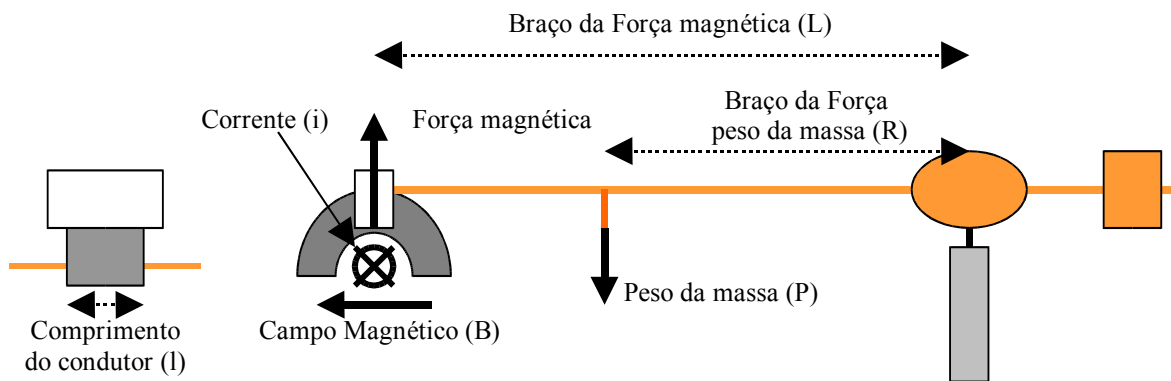 Braço da Força magnética (L)
Braço da Força
peso da massa (R)
Corrente (i)
Força magnética
Peso da massa (P)
Campo Magnético (B)
Comprimento
do condutor (l)